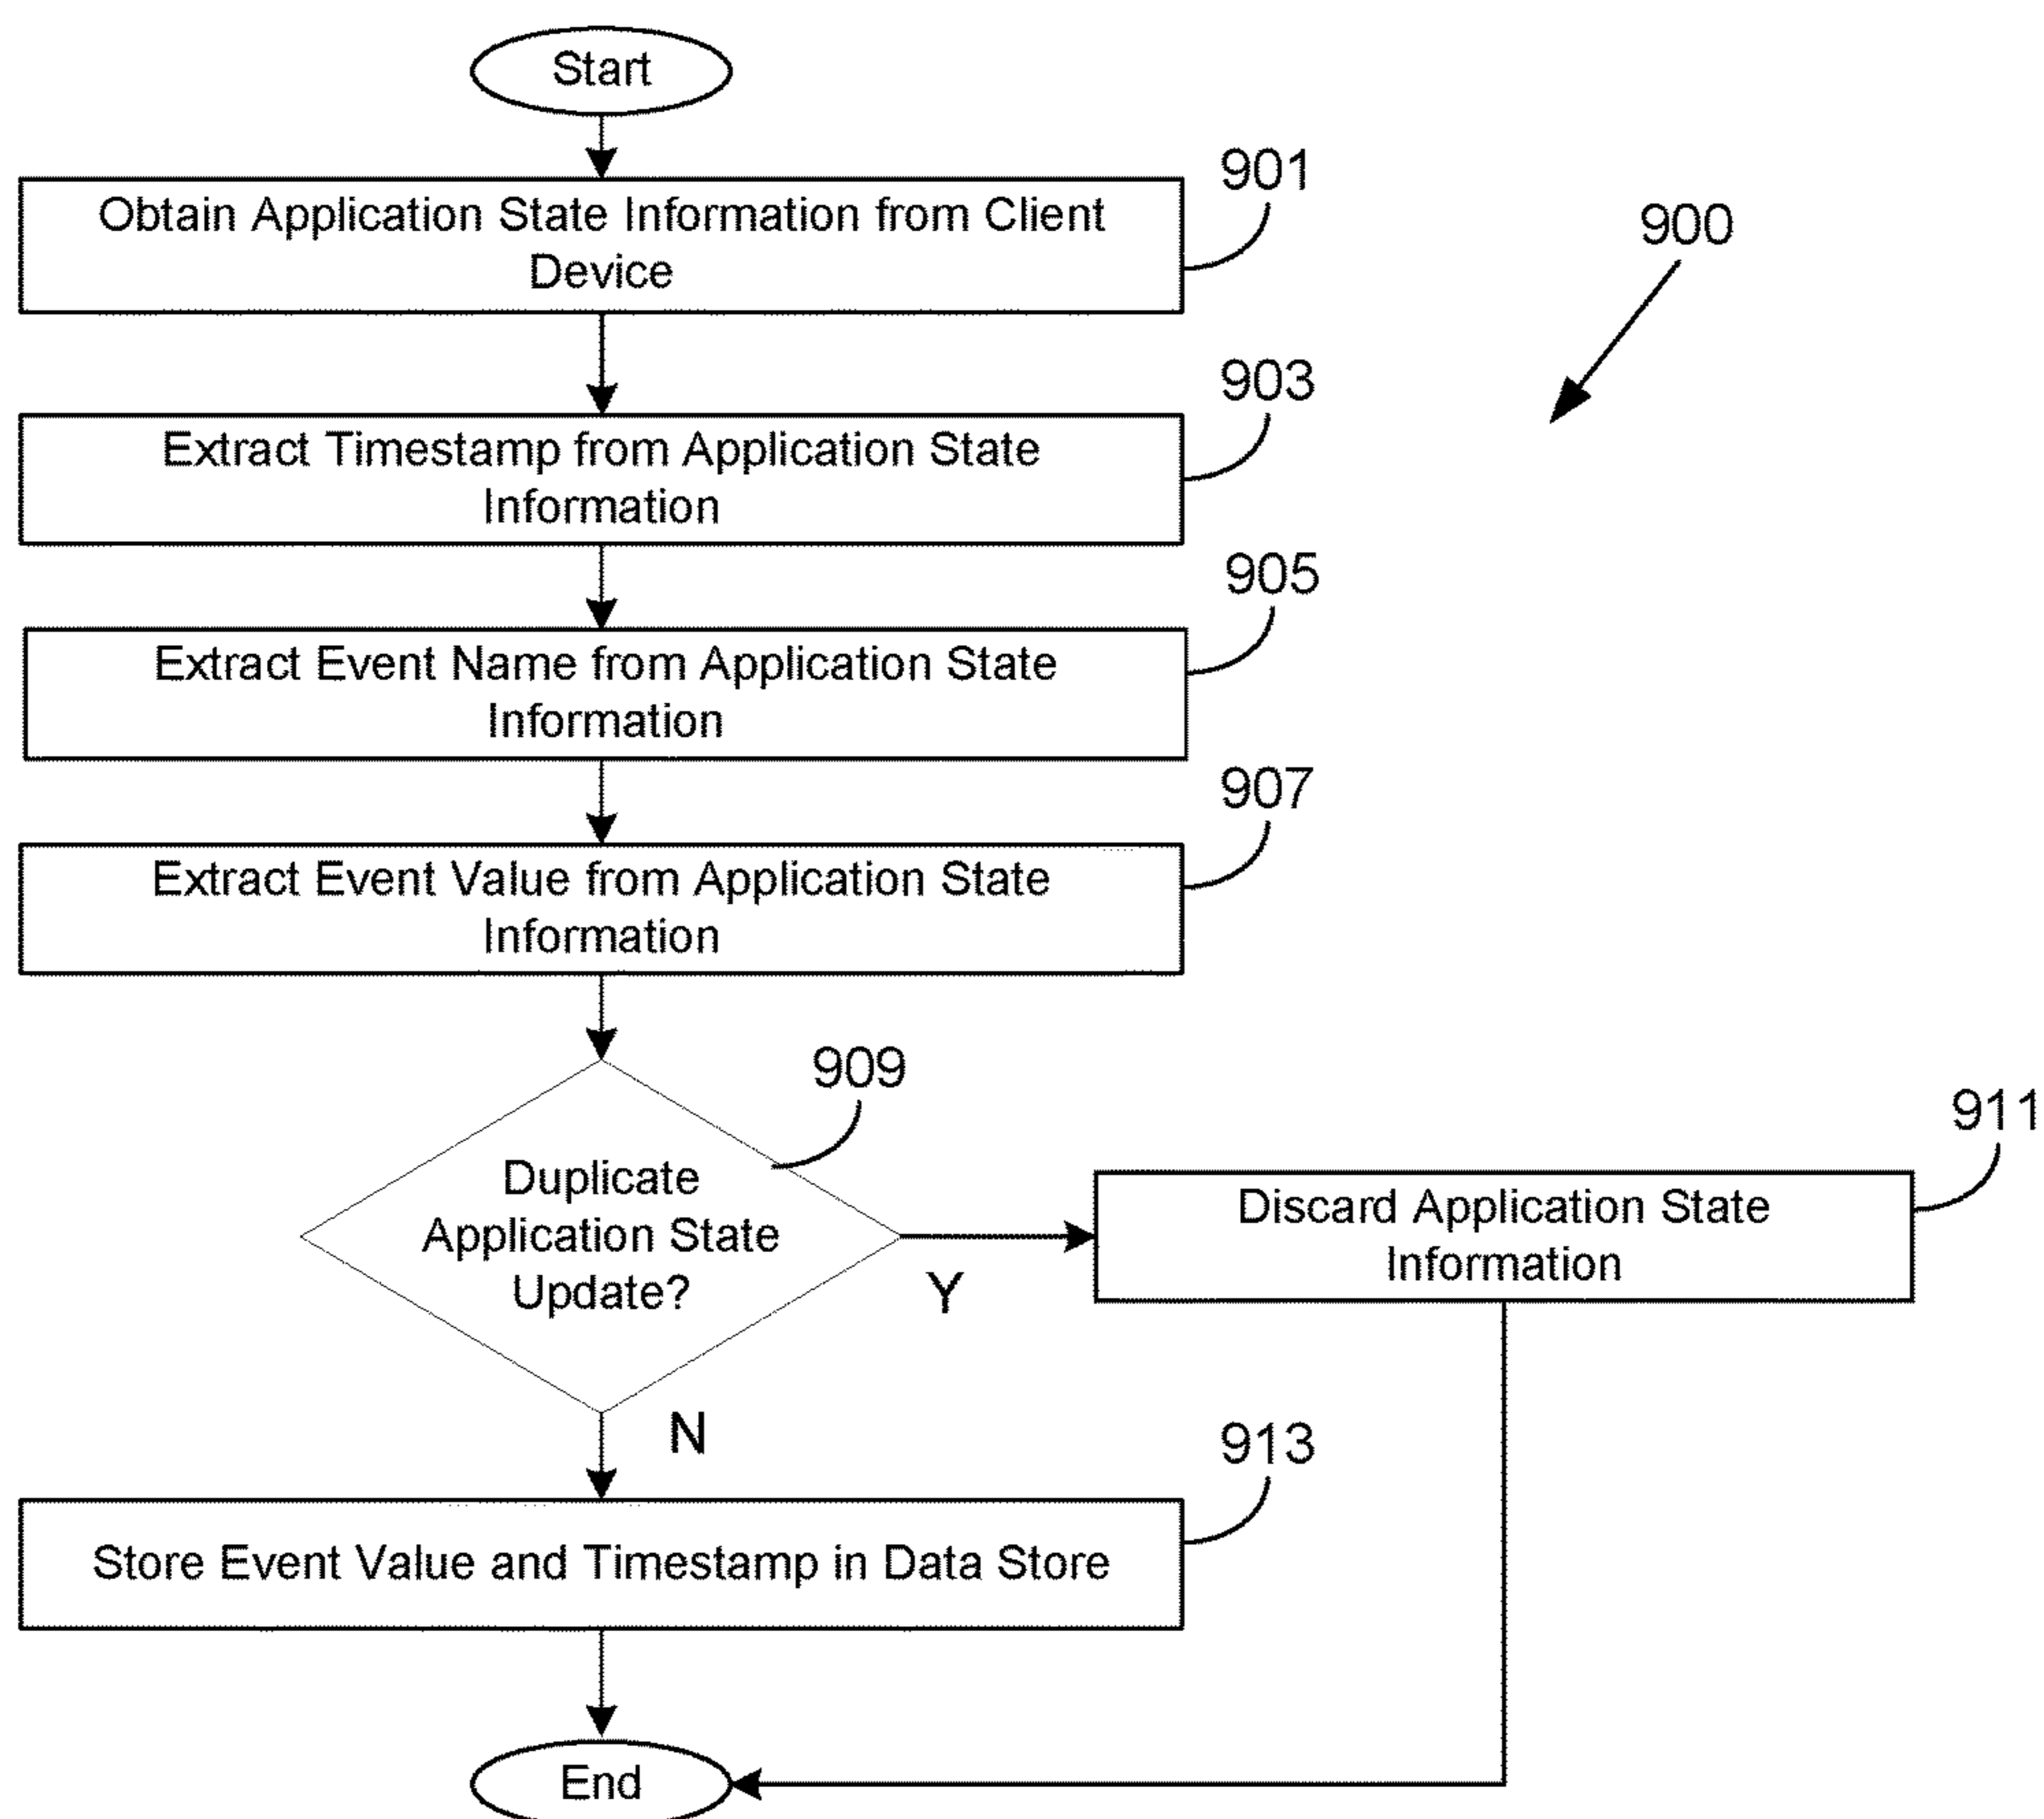 Start
901
Obtain Application State Information from Client
Device
900
903
Extract Timestamp from Application State
Information
905
Extract Event Name from Application State
Information
907
Extract Event Value from Application State
Information
909
Duplicate
Application State
Update?
Y
911
Discard Application State
Information
N
913
Store Event Value and Timestamp in Data Store
End